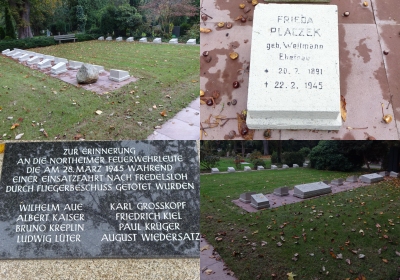 FRIEDA
PLACZEK
geb. Wellmann
Ehefrau
* 20. 7. 1891
† 22. 2. 1945
ZUR ERINNERUNG
AN DIE NORTHEIMER FEUERWEHRLEUTE
DIE AM 28. MÄRZ 1945 WÄHREND
EINER EINSATZFAHRT NACH FREDELSLOH
DURCH FLIEGERBESCHUSS GETÖTET WURDEN
WILHELM AUE KARL GROSSKOPF
ALBERT KAISER FRIEDRICH KIEL
BRUNO KREPLIN PAUL KRÜGER
LUDWIG LÜTER AUGUST WIEDERSATZ